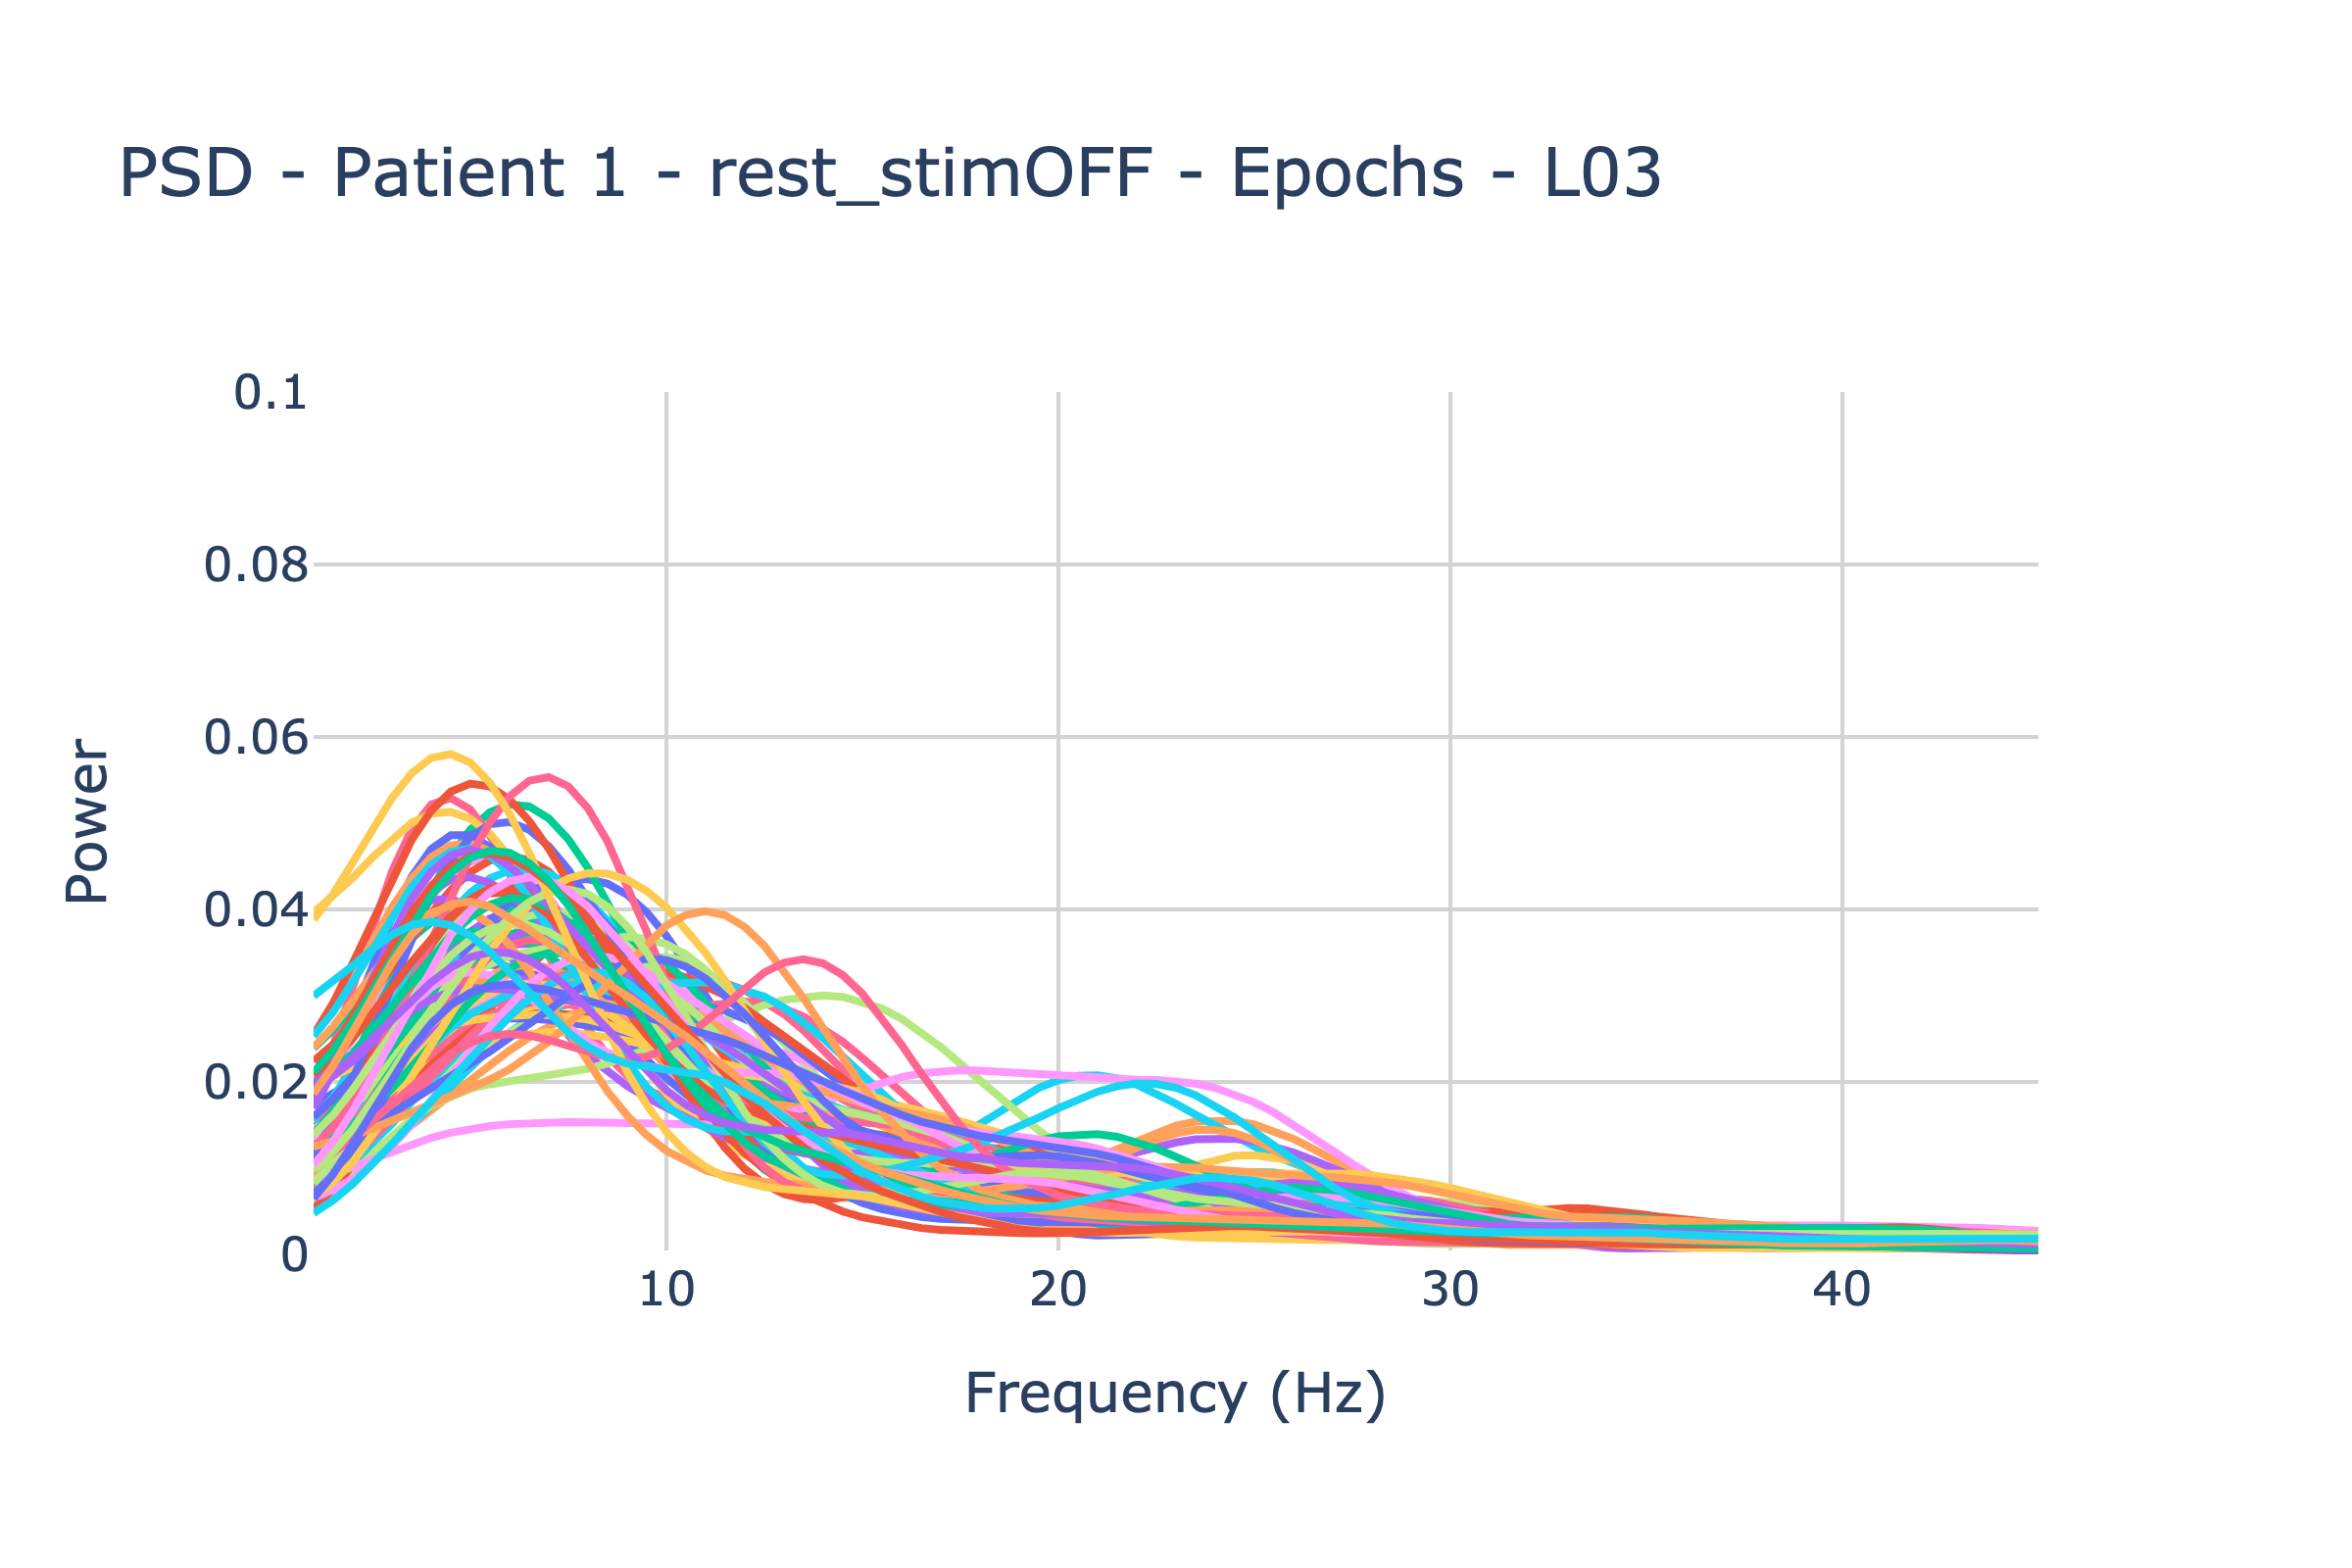 PSD - Patient 1 - rest_stimOFF - Epochs - L03
0.1
0.08
0.06
0.04
0.02
0
Power
10 20 30 40
Frequency (Hz)